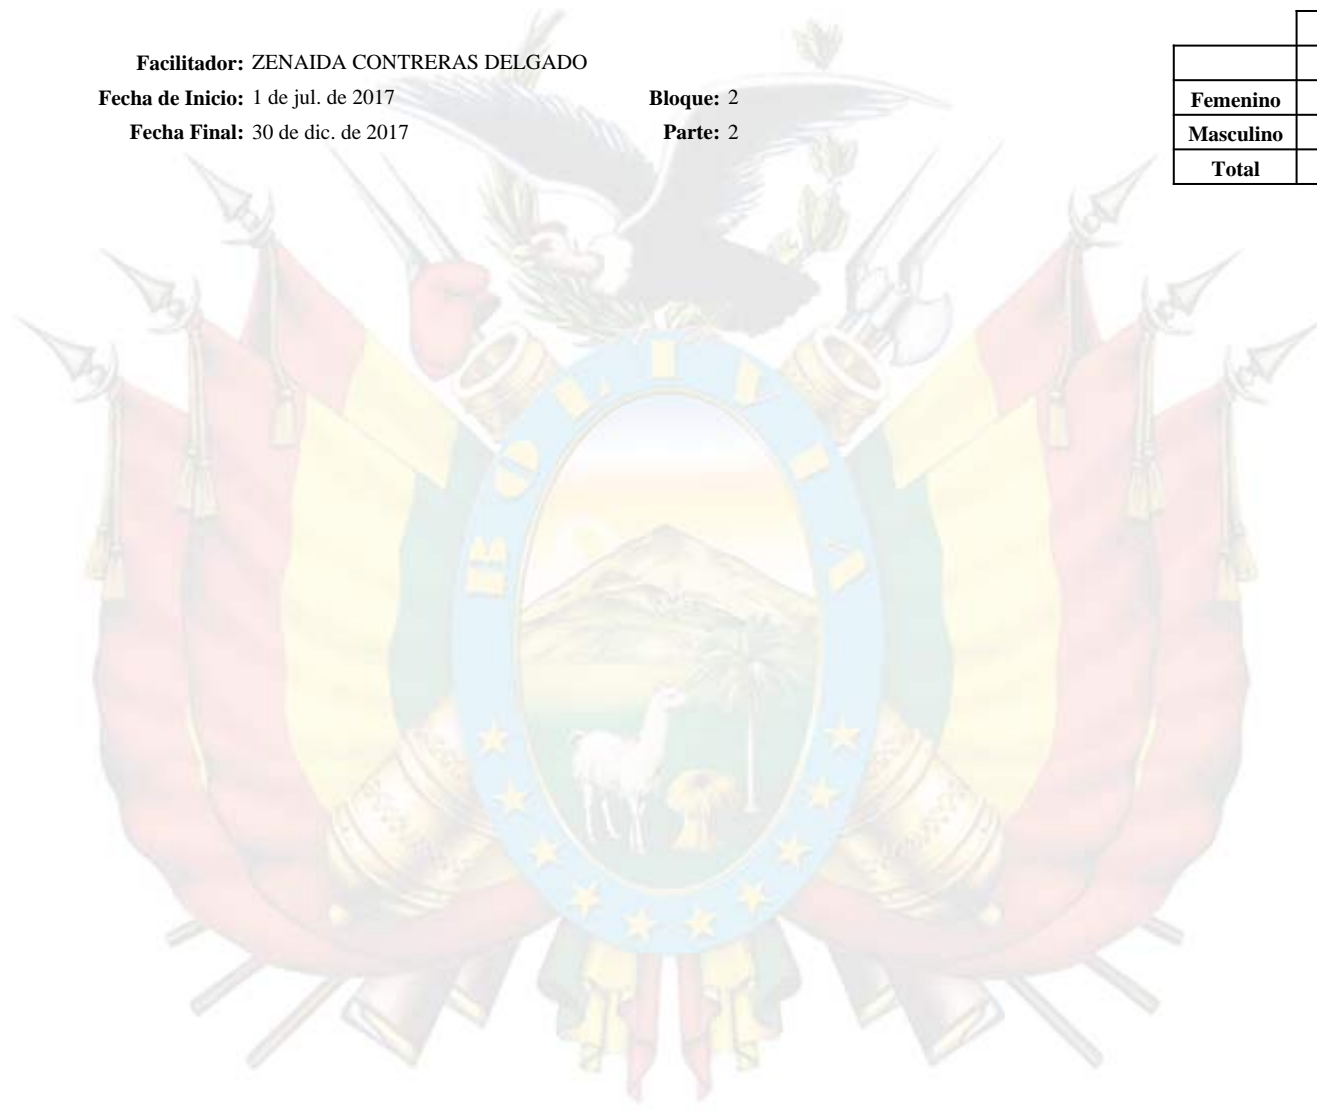 Facilitador: ZENAIDA CONTRERAS DELGADO
Fecha de Inicio: 1 de jul. de 2017 Bloque: 2
Fecha Final: 30 de dic. de 2017 Parte: 2
Femenino
Masculino
Total
BOLIVIA